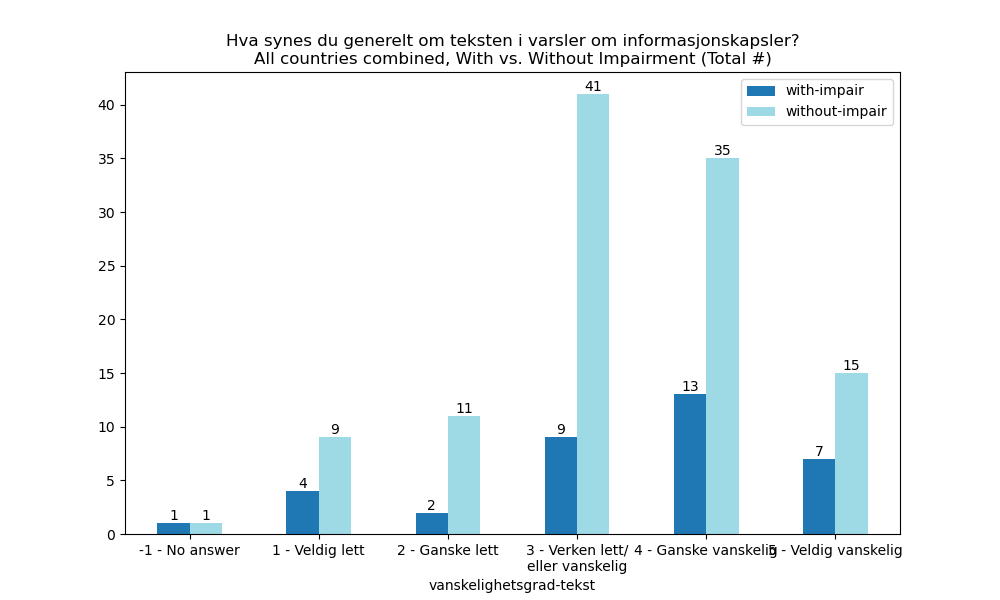 Hva synes du generelt om teksten i varsler om informasjonskapsler?
All countries combined, With vs. Without Impairment (Total #)
with-impair
without-impair
40
35
30
25
20
15
10
5
0
1
1
4
9
2
11
9
41
13
35
7
15
-1 - No answer
1 - Veldig lett
2 - Ganske lett
3 - Verken lett/
eller vanskelig
4 - Ganske vanskelig
5 - Veldig vanskelig
vanskelighetsgrad-tekst